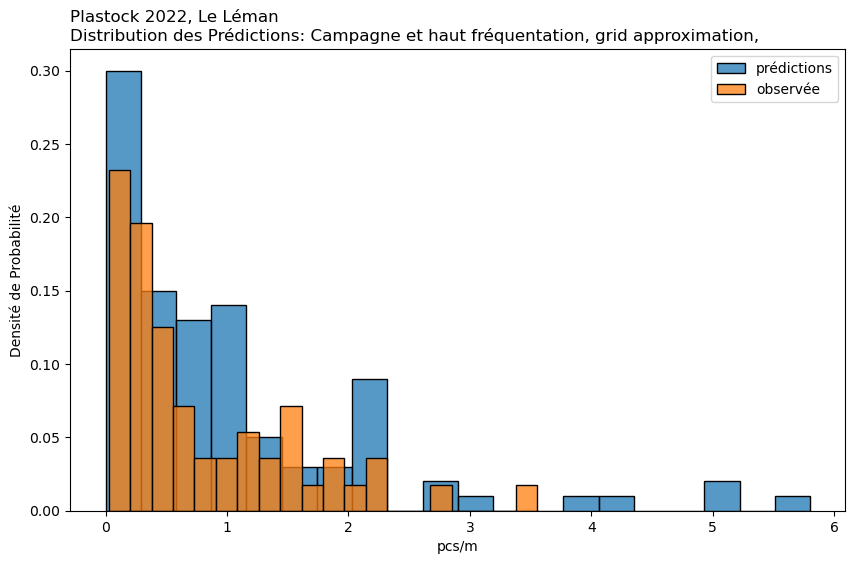 Plastock 2022, Le Léman
Distribution des Prédictions: Campagne et haut fréquentation, grid approximation,
prédictions
observée
0.30
0.25
0.20
0.15
0.10
0.05
0.00
Densité de Probabilité
0 1 2 3 4 5 6
pcs/m